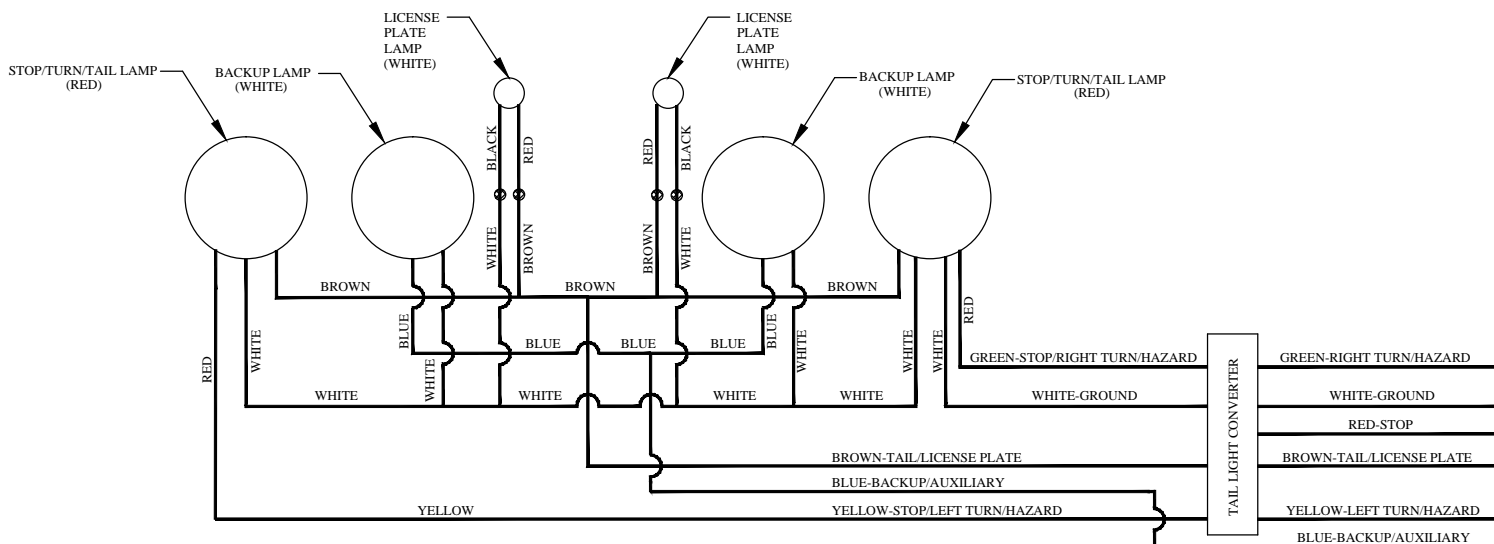 LICENSE
PLATE
LAMP
(WHITE)
LICENSE
PLATE
LAMP
(WHITE)
STOP/TURN/TAIL LAMP
(RED)
BACKUP LAMP
(WHITE)
BACKUP LAMP
(WHITE)
STOP/TURN/TAIL LAMP
(RED)
BLACK
RED
RED
BLACK
WHITE
BROWN
BROWN
WHITE
BROWN
BROWN
BROWN
RED
WHITE
BLUE
WHITE
BLUE
BLUE
BLUE
BLUE
WHITE
WHITE
WHITE
RED
WHITE
WHITE
WHITE
GREEN-STOP/RIGHT TURN/HAZARD
WHITE-GROUND
BROWN-TAIL/LICENSE PLATE
BLUE-BACKUP/AUXILIARY
YELLOW
YELLOW-STOP/LEFT TURN/HAZARD
TAIL LIGHT CONVERTER
GREEN-RIGHT TURN/HAZARD
WHITE-GROUND
RED-STOP
BROWN-TAIL/LICENSE PLATE
YELLOW-LEFT TURN/HAZARD
BLUE-BACKUP/AUXILIARY